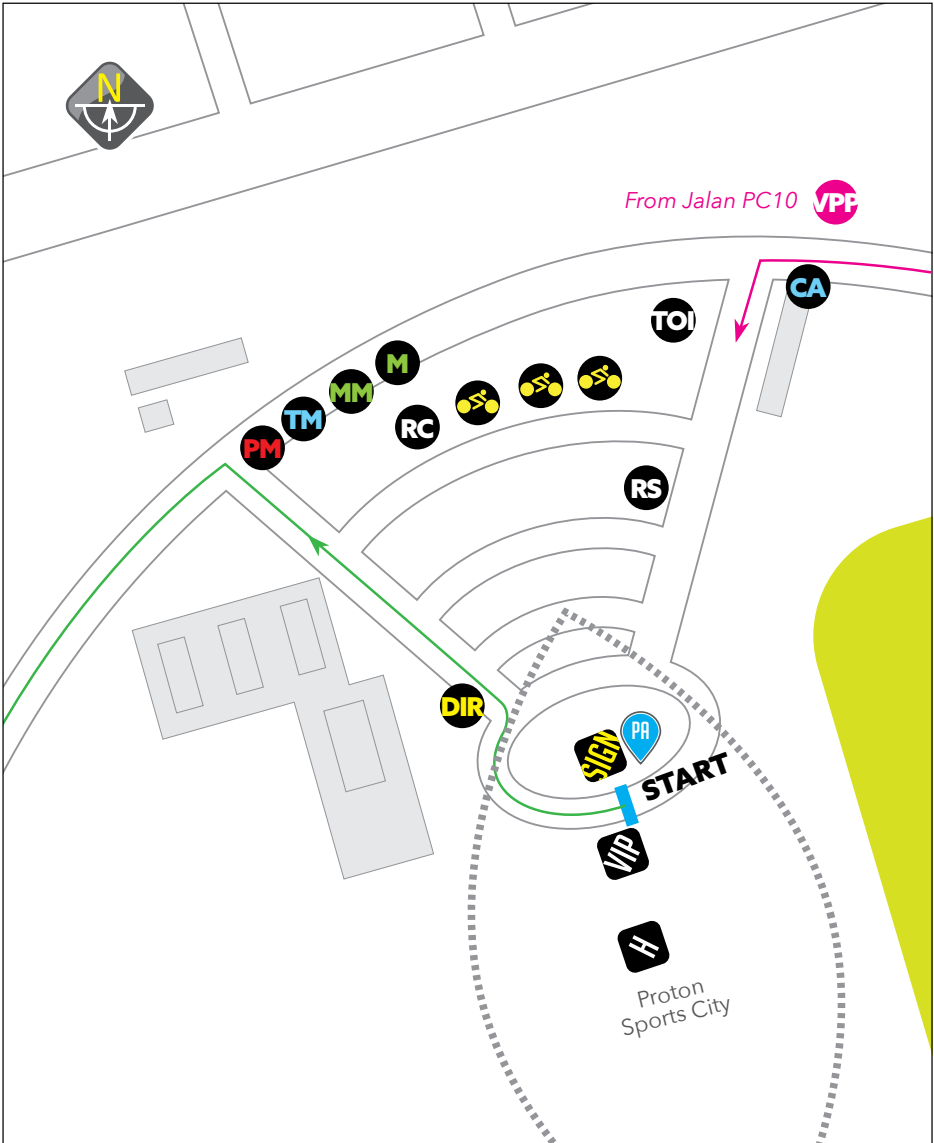 N
From Jalan PC10
VPP
CA
TOI
M
MM
TM
RC
PM
RS
DIR
PA
SIGN
START
VIP
H
Proton
Sports City